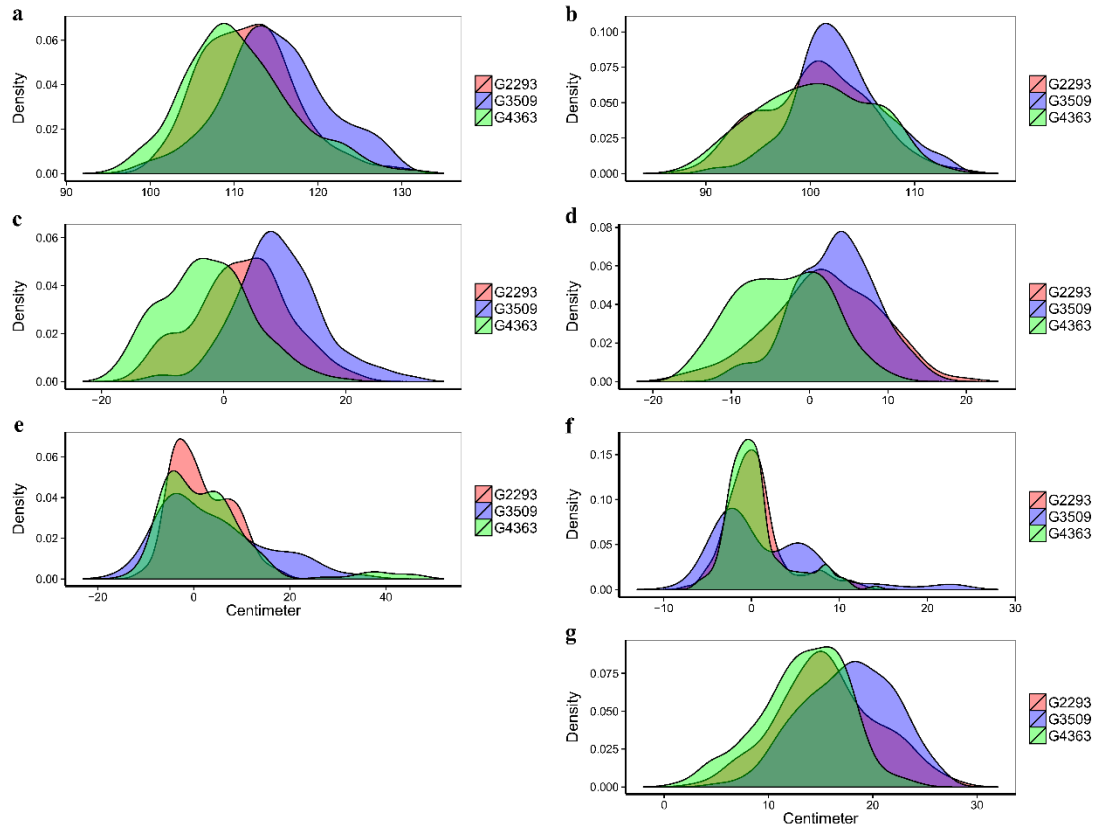 a
0.06
0.04
0.02
0.00
Density
90 100 110 120 130
G2293
G3509
G4363
b
0.100
0.075
0.050
0.025
0.000
Density
90 100 110
G2293
G3509
G4363
c
0.06
0.04
0.02
0.00
Density
−20 0 20
G2293
G3509
G4363
d
0.08
0.06
0.04
0.02
0.00
Density
−20 −10 0 10 20
G2293
G3509
G4363
e
0.06
0.04
0.02
0.00
Density
−20 0 20 40
Centimeter
G2293
G3509
G4363
f
0.15
0.10
0.05
0.00
Density
−10 0 10 20 30
G2293
G3509
G4363
g
0.075
0.050
0.025
0.000
Density
0 10 20 30
Centimeter
G2293
G3509
G4363